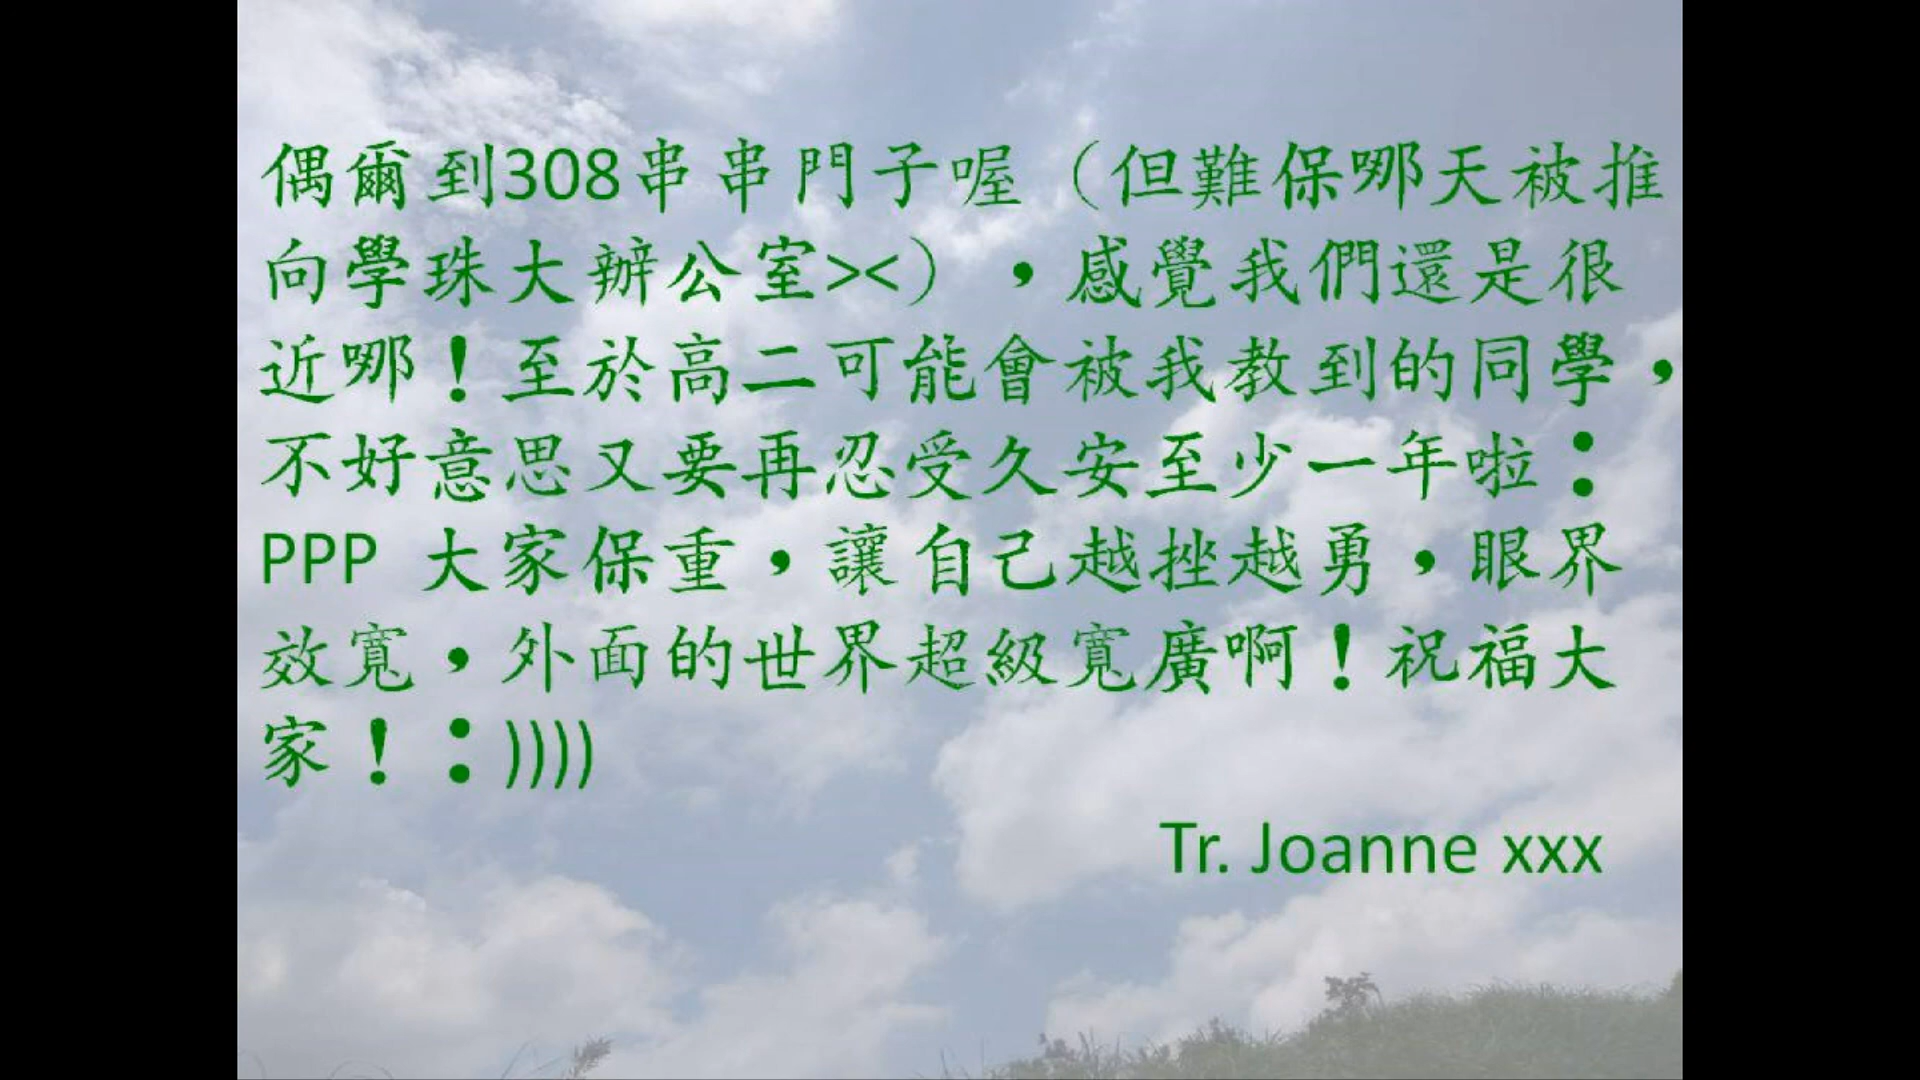 偶爾到308串串門子喔（但難保哪天被推
向學珠大辦公室><），感覺我們還是很
近哪！至於高二可能會被我教到的同學，
不好意思又要再忍受久安至少一年啦：
PPP 大家保重，讓自己越挫越勇，眼界
效寬，外面的世界超級寬廣啊！祝福大
家！：))))
Tr. Joanne xxx